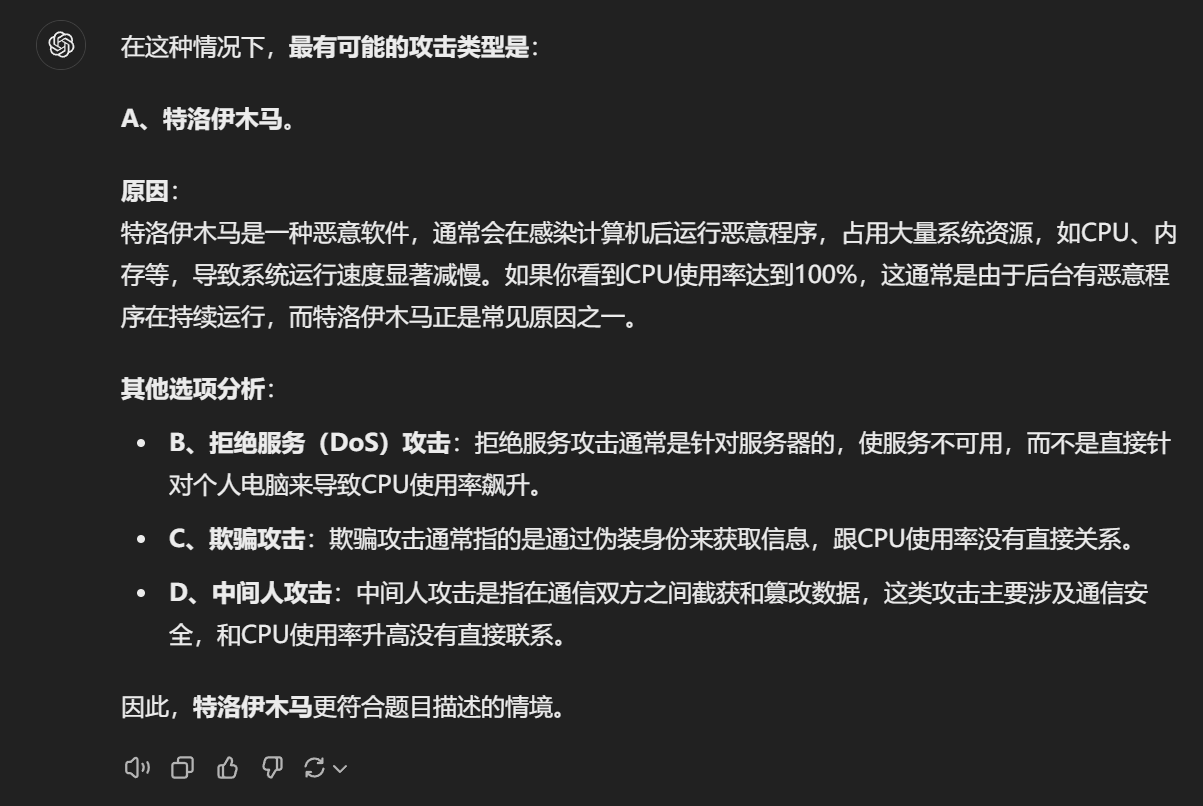 在这种情况下，最有可能的攻击类型是：
A、特洛伊木马。
原因：
特洛伊木马是一种恶意软件，通常会在感染计算机后运行恶意程序，占用大量系统资源，如CPU、内
存等，导致系统运行速度显著减慢。如果你看到CPU使用率达到100%，这通常是由于后台有恶意程
序在持续运行，而特洛伊木马正是常见原因之一。
其他选项分析：
• B、拒绝服务（DoS）攻击：拒绝服务攻击通常是针对服务器的，使服务不可用，而不是直接针
对个人电脑来导致CPU使用率飙升。
• C、欺骗攻击：欺骗攻击通常指的是通过伪装身份来获取信息，跟CPU使用率没有直接关系。
• D、中间人攻击：中间人攻击是指在通信双方之间截获和篡改数据，这类攻击主要涉及通信安
全，和CPU使用率升高没有直接联系。
因此，特洛伊木马更符合题目描述的情境。